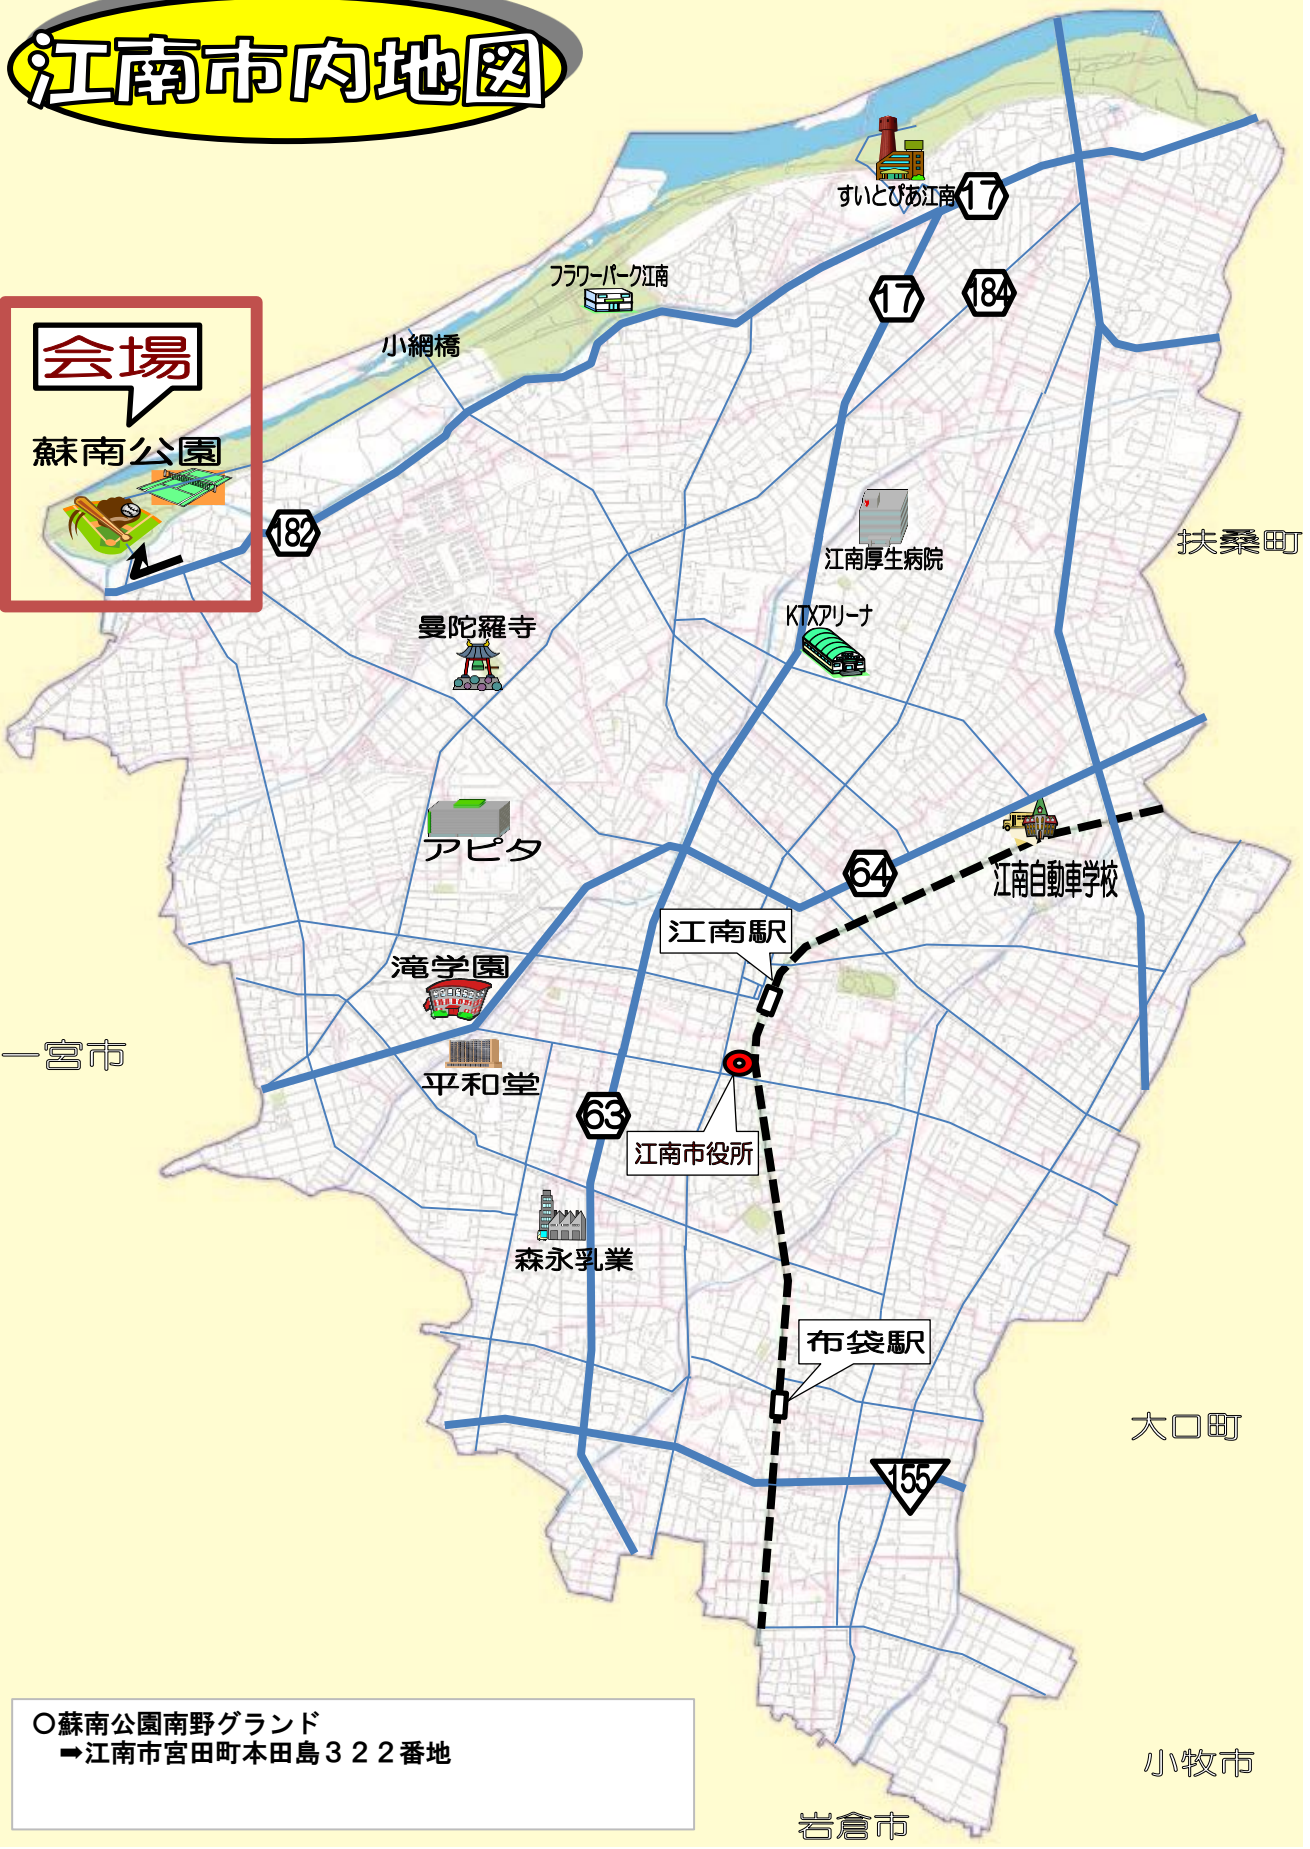 江南市内地図
すいとぴあ江南
17
フラワーパーク江南
17
184
会場
小網橋
蘇南公園
182
扶桑町
江南厚生病院
KTXアリーナ
曼陀羅寺
アピタ
64
江南自動車学校
江南駅
滝学園
一宮市
平和堂
63
江南市役所
森永乳業
布袋駅
大口町
155
〇蘇南公園南野グランド
➡江南市宮田町本田島３２２番地
小牧市
岩倉市